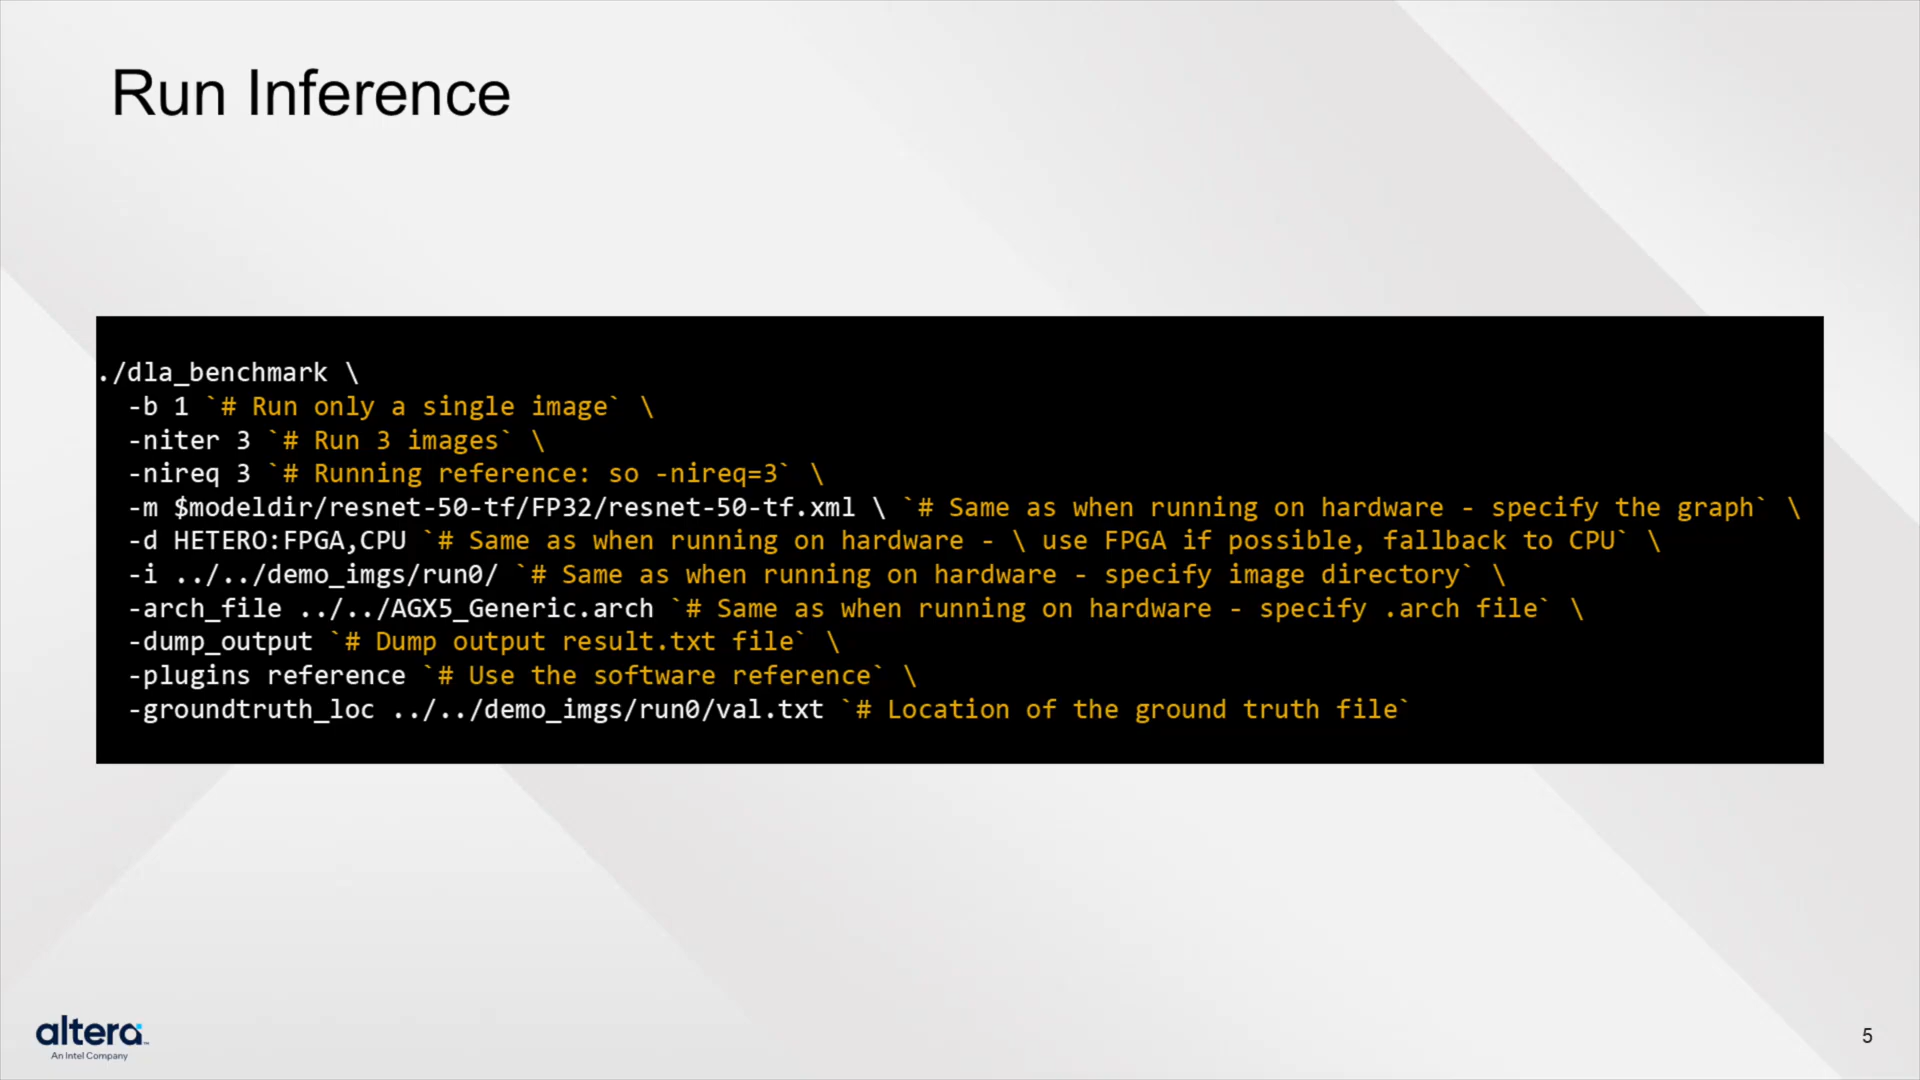 Run Inference
./dla_benchmark \
-b 1 `# Run only a single image` \
-niter 3 `# Run 3 images` \
-nireq 3 `# Running reference: so -nireq=3` \
-m $modeldir/resnet-50-tf/FP32/resnet-50-tf.xml \ `# Same as when running on hardware - specify the graph` \
-d HETERO:FPGA,CPU `# Same as when running on hardware - \ use FPGA if possible, fallback to CPU` \
-i ../../demo_imgs/run0/ `# Same as when running on hardware - specify image directory` \
-arch_file ../../AGX5_Generic.arch `# Same as when running on hardware - specify .arch file` \
-dump_output `# Dump output result.txt file` \
-plugins reference `# Use the software reference` \
-groundtruth_loc ../../demo_imgs/run0/val.txt `# Location of the ground truth file`
altera™
An Intel Company
5